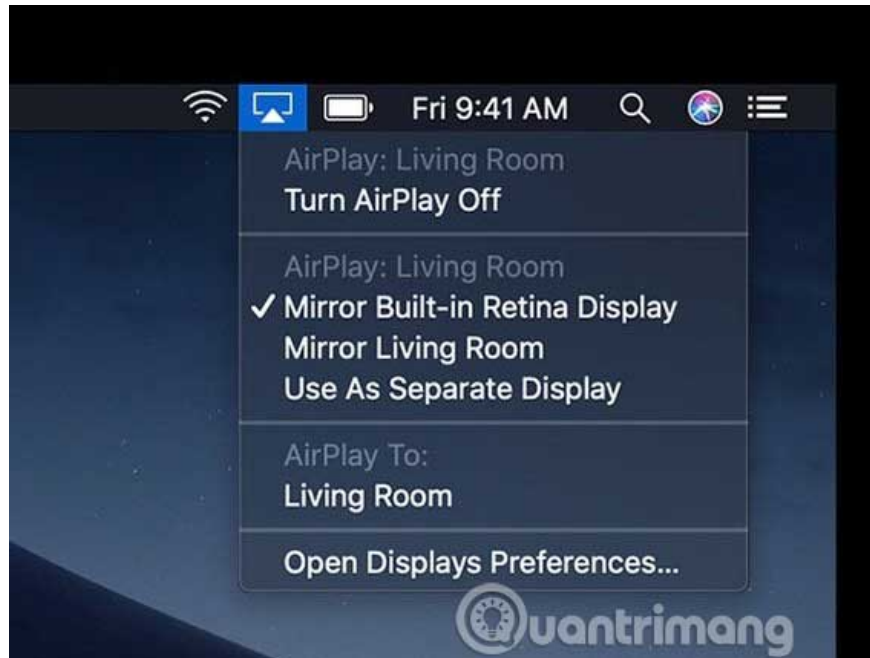 Fri 9:41 AM
AirPlay: Living Room
Turn AirPlay Off
AirPlay: Living Room
✓ Mirror Built-in Retina Display
Mirror Living Room
Use As Separate Display
AirPlay To:
Living Room
Open Displays Preferences...
Quantrimang